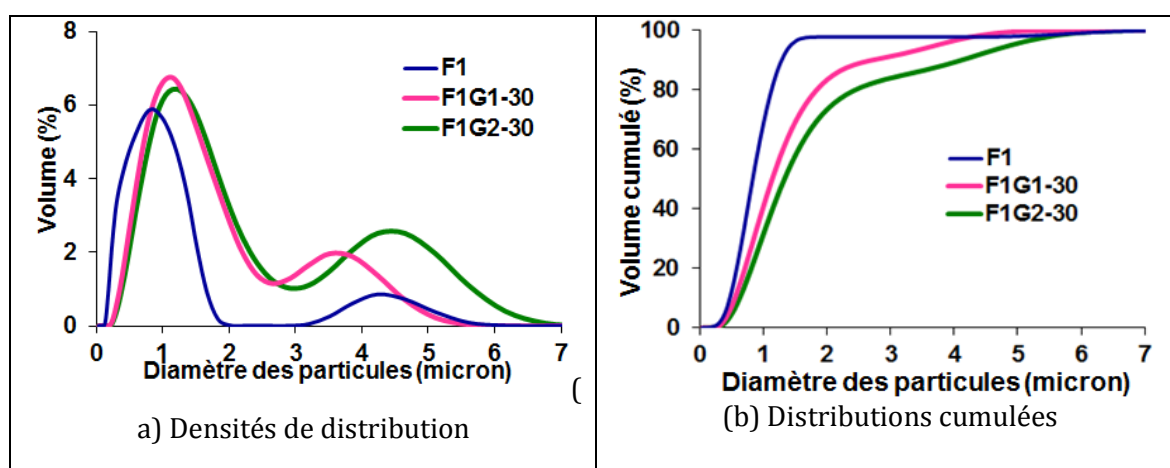 8
6
4
2
0
Volume (%)
F1
F1G1-30
F1G2-30
0 1 2 3 4 5 6 7
Diamètre des particules (micron)
(
a) Densités de distribution
100
80
60
40
20
0
Volume cumulé (%)
F1
F1G1-30
F1G2-30
0 1 2 3 4 5 6 7
Diamètre des particules (micron)
(b) Distributions cumulées